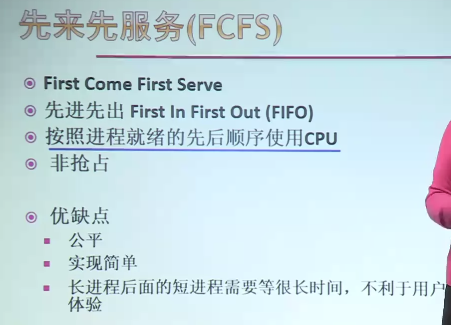 先来先服务(FCFS)
First Come First Serve
先进先出 First In First Out (FIFO)
按照进程就绪的先后顺序使用CPU
非抢占
优缺点
公平
实现简单
长进程后面的短进程需要等很长时间，不利于用户
体验